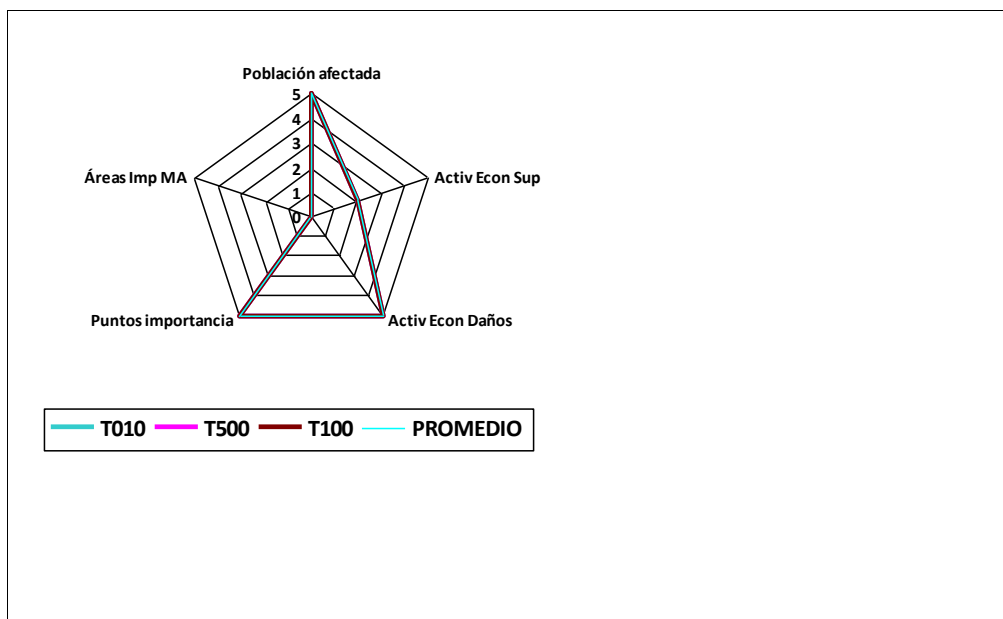 Población afectada
5
4
3
2
1
0
Áreas Imp MA
Activ Econ Sup
Puntos importancia
Activ Econ Daños
T010 T500 T100 PROMEDIO